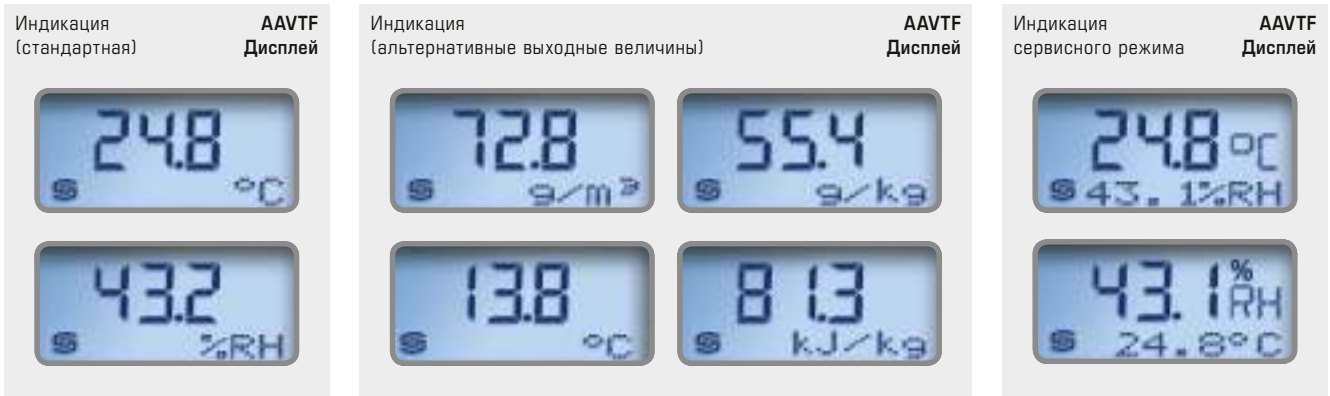 Индикация AAVTF
(стандартная) Дисплей
24.8
°C
43.2
%RH
Индикация AAVTF
(альтернативные выходные величины) Дисплей
72.8
g/m³
55.4
g/kg
13.8
°C
81.3
kJ/kg
Индикация AAVTF
сервисного режима Дисплей
24.8 °C
43.1%RH
43.1 % RH
24.8°C